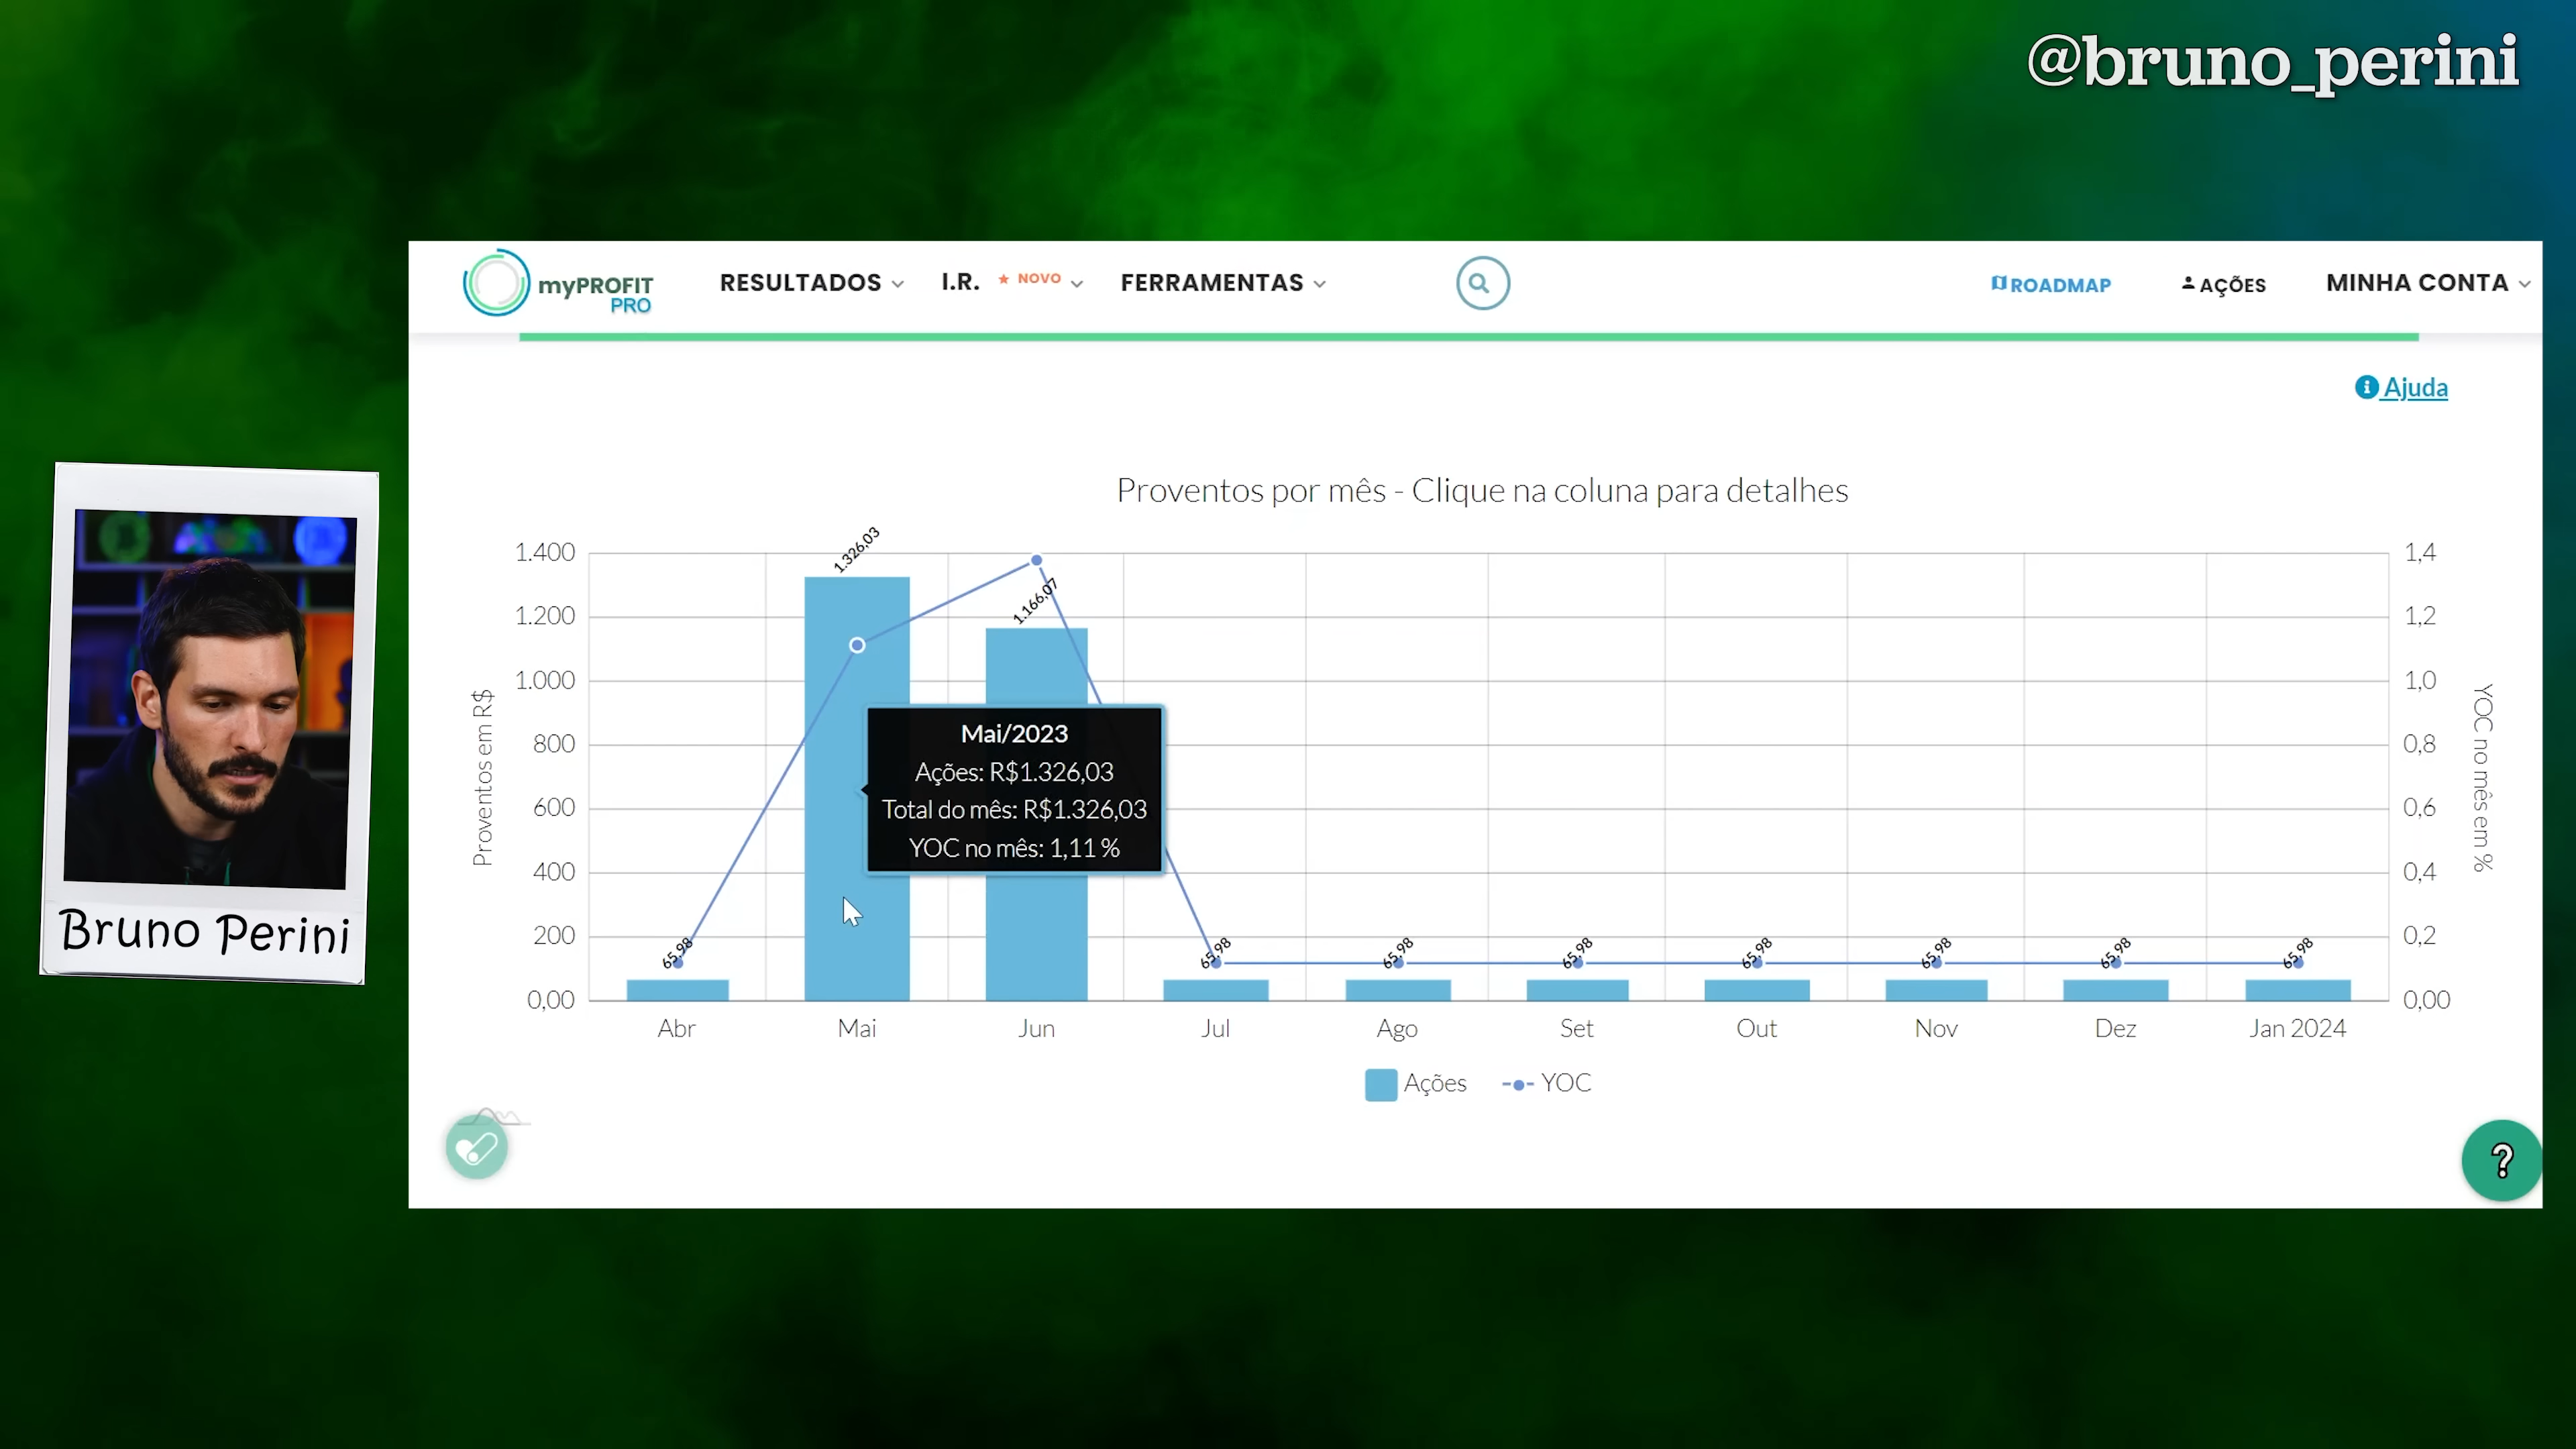 @bruno_perini
myPROFIT
PRO
RESULTADOS
I.R.
NOVO
FERRAMENTAS
ROADMAP
AÇÕES
MINHA CONTA
Ajuda
Proventos por mês - Clique na coluna para detalhes
1.400
1.200
1.000
800
600
400
200
0,00
Proventos em R$
65,98
1.326,03
1.166,07
65,98
65,98
65,98
65,98
65,98
65,98
65,98
Mai/2023
Ações: R$1.326,03
Total do mês: R$1.326,03
YOC no mês: 1,11 %
1,4
1,2
1,0
0,8
0,6
0,4
0,2
0,00
YOC no mês em %
Abr
Mai
Jun
Jul
Ago
Set
Out
Nov
Dez
Jan 2024
Ações
YOC
?
Bruno Perini